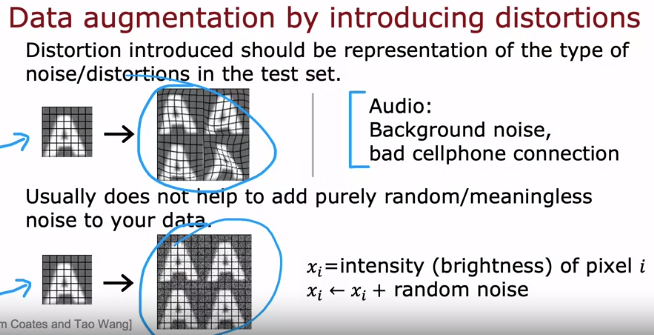 Data augmentation by introducing distortions
Distortion introduced should be representation of the type of
noise/distortions in the test set.
Audio:
Background noise,
bad cellphone connection
Usually does not help to add purely random/meaningless
noise to your data.
x_i=intensity (brightness) of pixel i
x_i ← x_i + random noise
m Coates and Tao Wang]